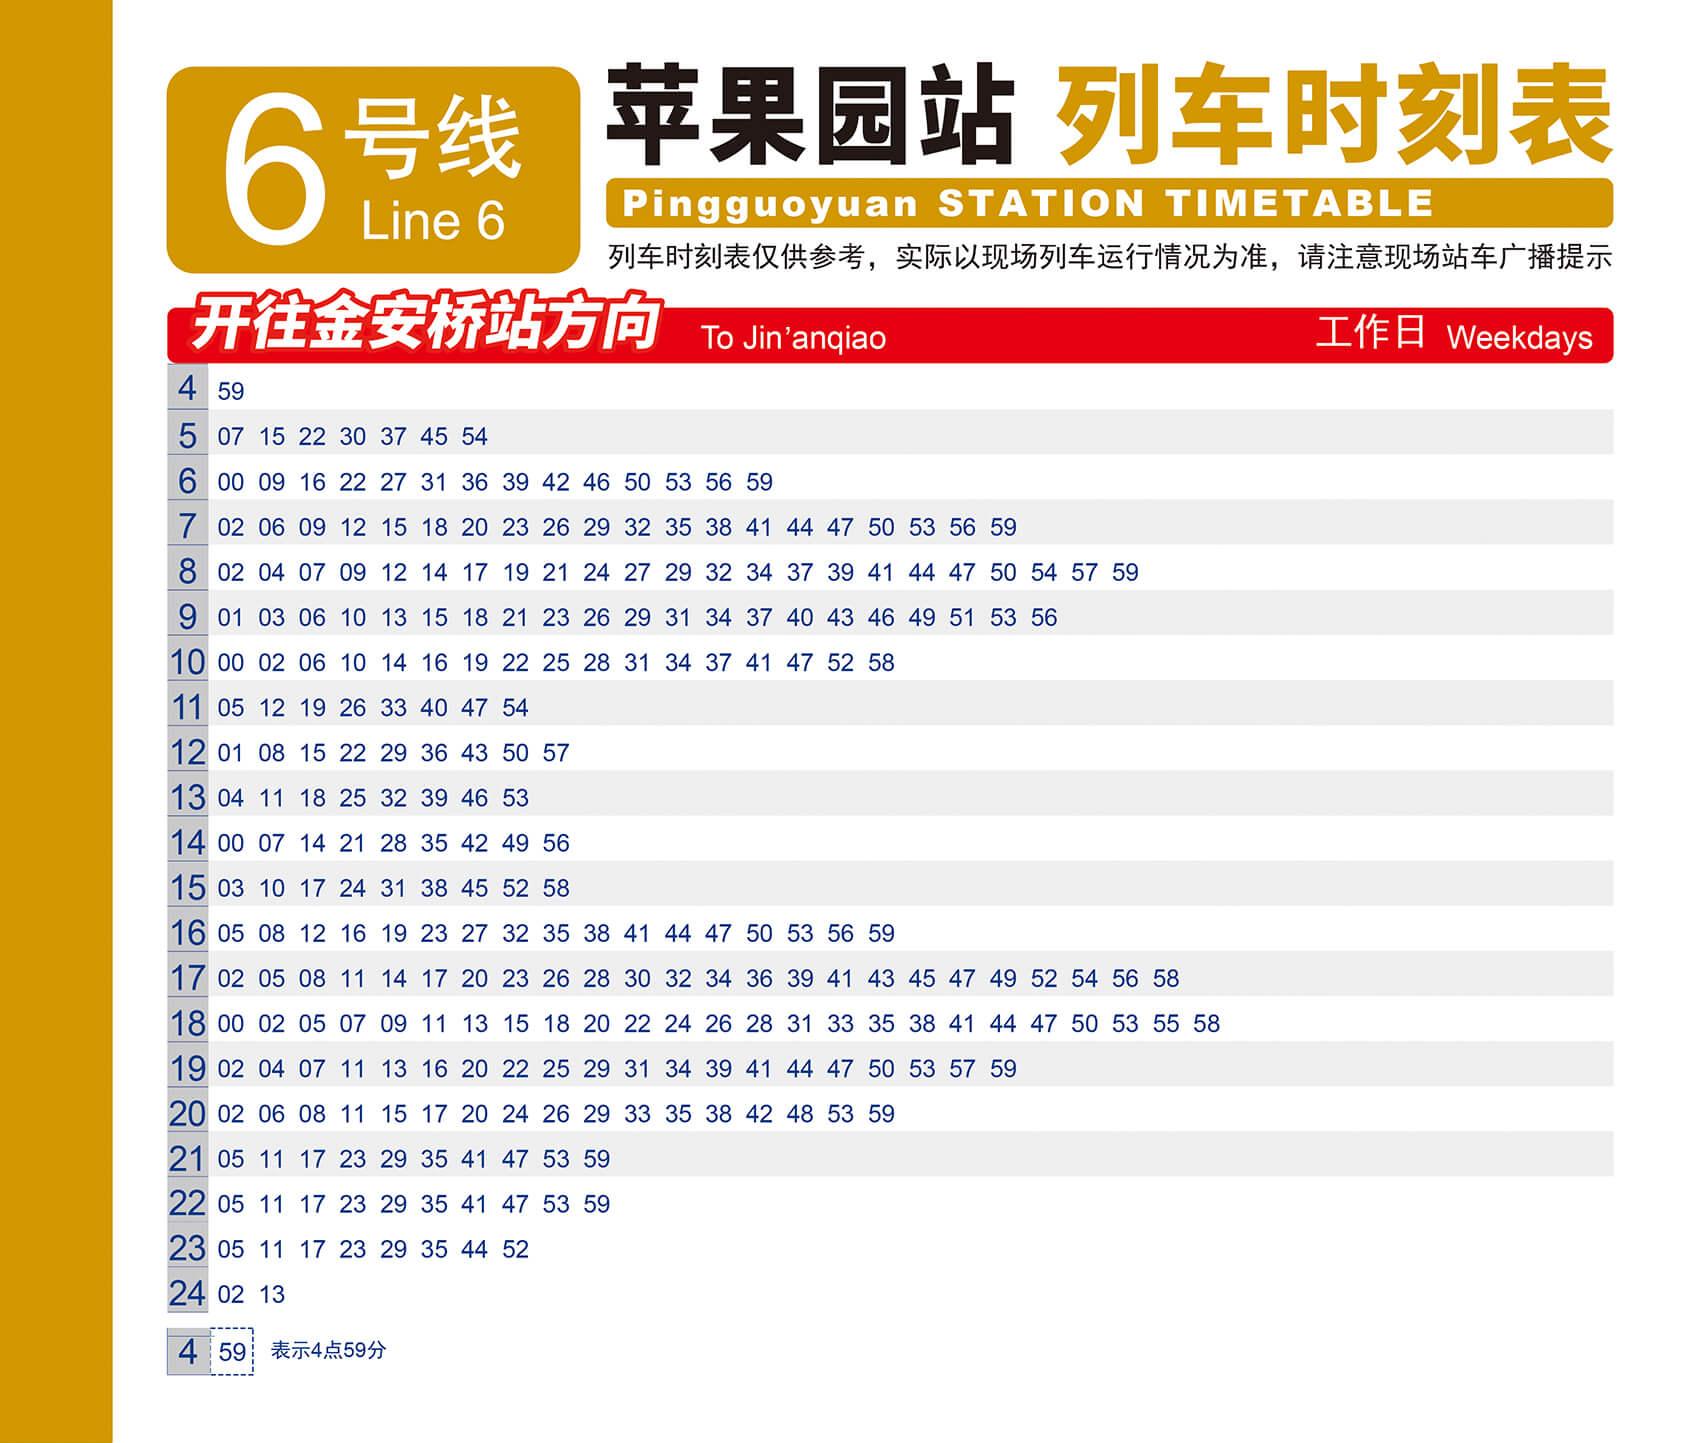 6号线
Line 6
苹果园站 列车时刻表
Pingguoyuan STATION TIMETABLE
列车时刻表仅供参考，实际以现场列车运行情况为准，请注意现场站车广播提示
开往金安桥站方向 To Jin’anqiao 工作日 Weekdays
4 59
5 07 15 22 30 37 45 54
6 00 09 16 22 27 31 36 39 42 46 50 53 56 59
7 02 06 09 12 15 18 20 23 26 29 32 35 38 41 44 47 50 53 56 59
8 02 04 07 09 12 14 17 19 21 24 27 29 32 34 37 39 41 44 47 50 54 57 59
9 01 03 06 10 13 15 18 21 23 26 29 31 34 37 40 43 46 49 51 53 56
10 00 02 06 10 14 16 19 22 25 28 31 34 37 41 47 52 58
11 05 12 19 26 33 40 47 54
12 01 08 15 22 29 36 43 50 57
13 04 11 18 25 32 39 46 53
14 00 07 14 21 28 35 42 49 56
15 03 10 17 24 31 38 45 52 58
16 05 08 12 16 19 23 27 32 35 38 41 44 47 50 53 56 59
17 02 05 08 11 14 17 20 23 26 28 30 32 34 36 39 41 43 45 47 49 52 54 56 58
18 00 02 05 07 09 11 13 15 18 20 22 24 26 28 31 33 35 38 41 44 47 50 53 55 58
19 02 04 07 11 13 16 20 22 25 29 31 34 39 41 44 47 50 53 57 59
20 02 06 08 11 15 17 20 24 26 29 33 35 38 42 48 53 59
21 05 11 17 23 29 35 41 47 53 59
22 05 11 17 23 29 35 41 47 53 59
23 05 11 17 23 29 35 44 52
24 02 13
4 59 表示4点59分